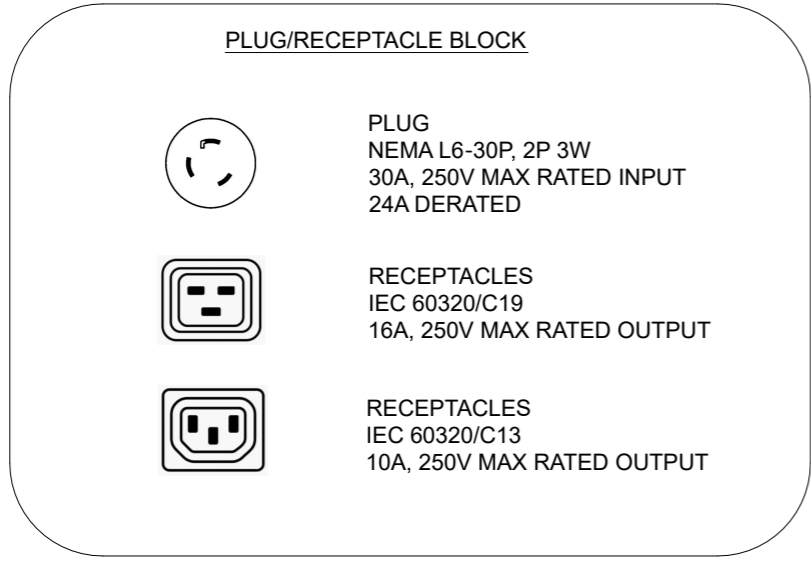 PLUG/RECEPTACLE BLOCK
PLUG
NEMA L6-30P, 2P 3W
30A, 250V MAX RATED INPUT
24A DERATED
RECEPTACLES
IEC 60320/C19
16A, 250V MAX RATED OUTPUT
RECEPTACLES
IEC 60320/C13
10A, 250V MAX RATED OUTPUT